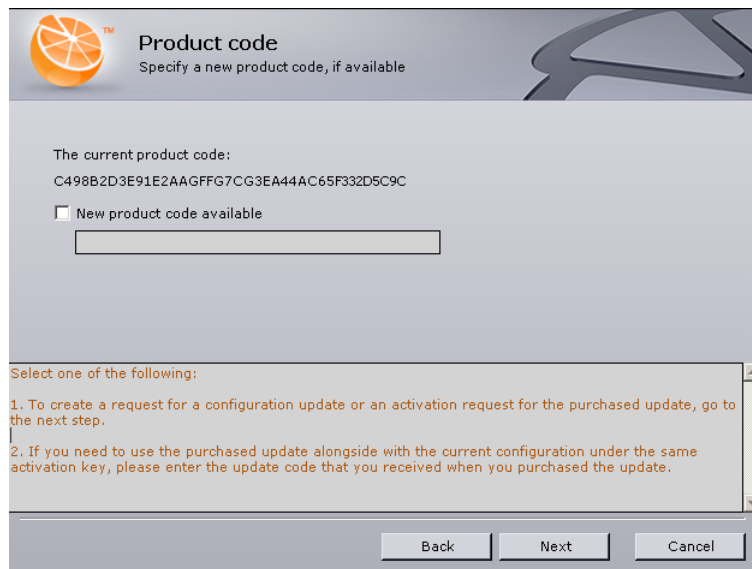 TM
Product code
Specify a new product code, if available
The current product code:
C498B2D3E91E2AAGFFG7CG3EA44AC65F332D5C9C
New product code available
Select one of the following:
1. To create a request for a configuration update or an activation request for the purchased update, go to
the next step.
2. If you need to use the purchased update alongside with the current configuration under the same
activation key, please enter the update code that you received when you purchased the update.
Back
Next
Cancel